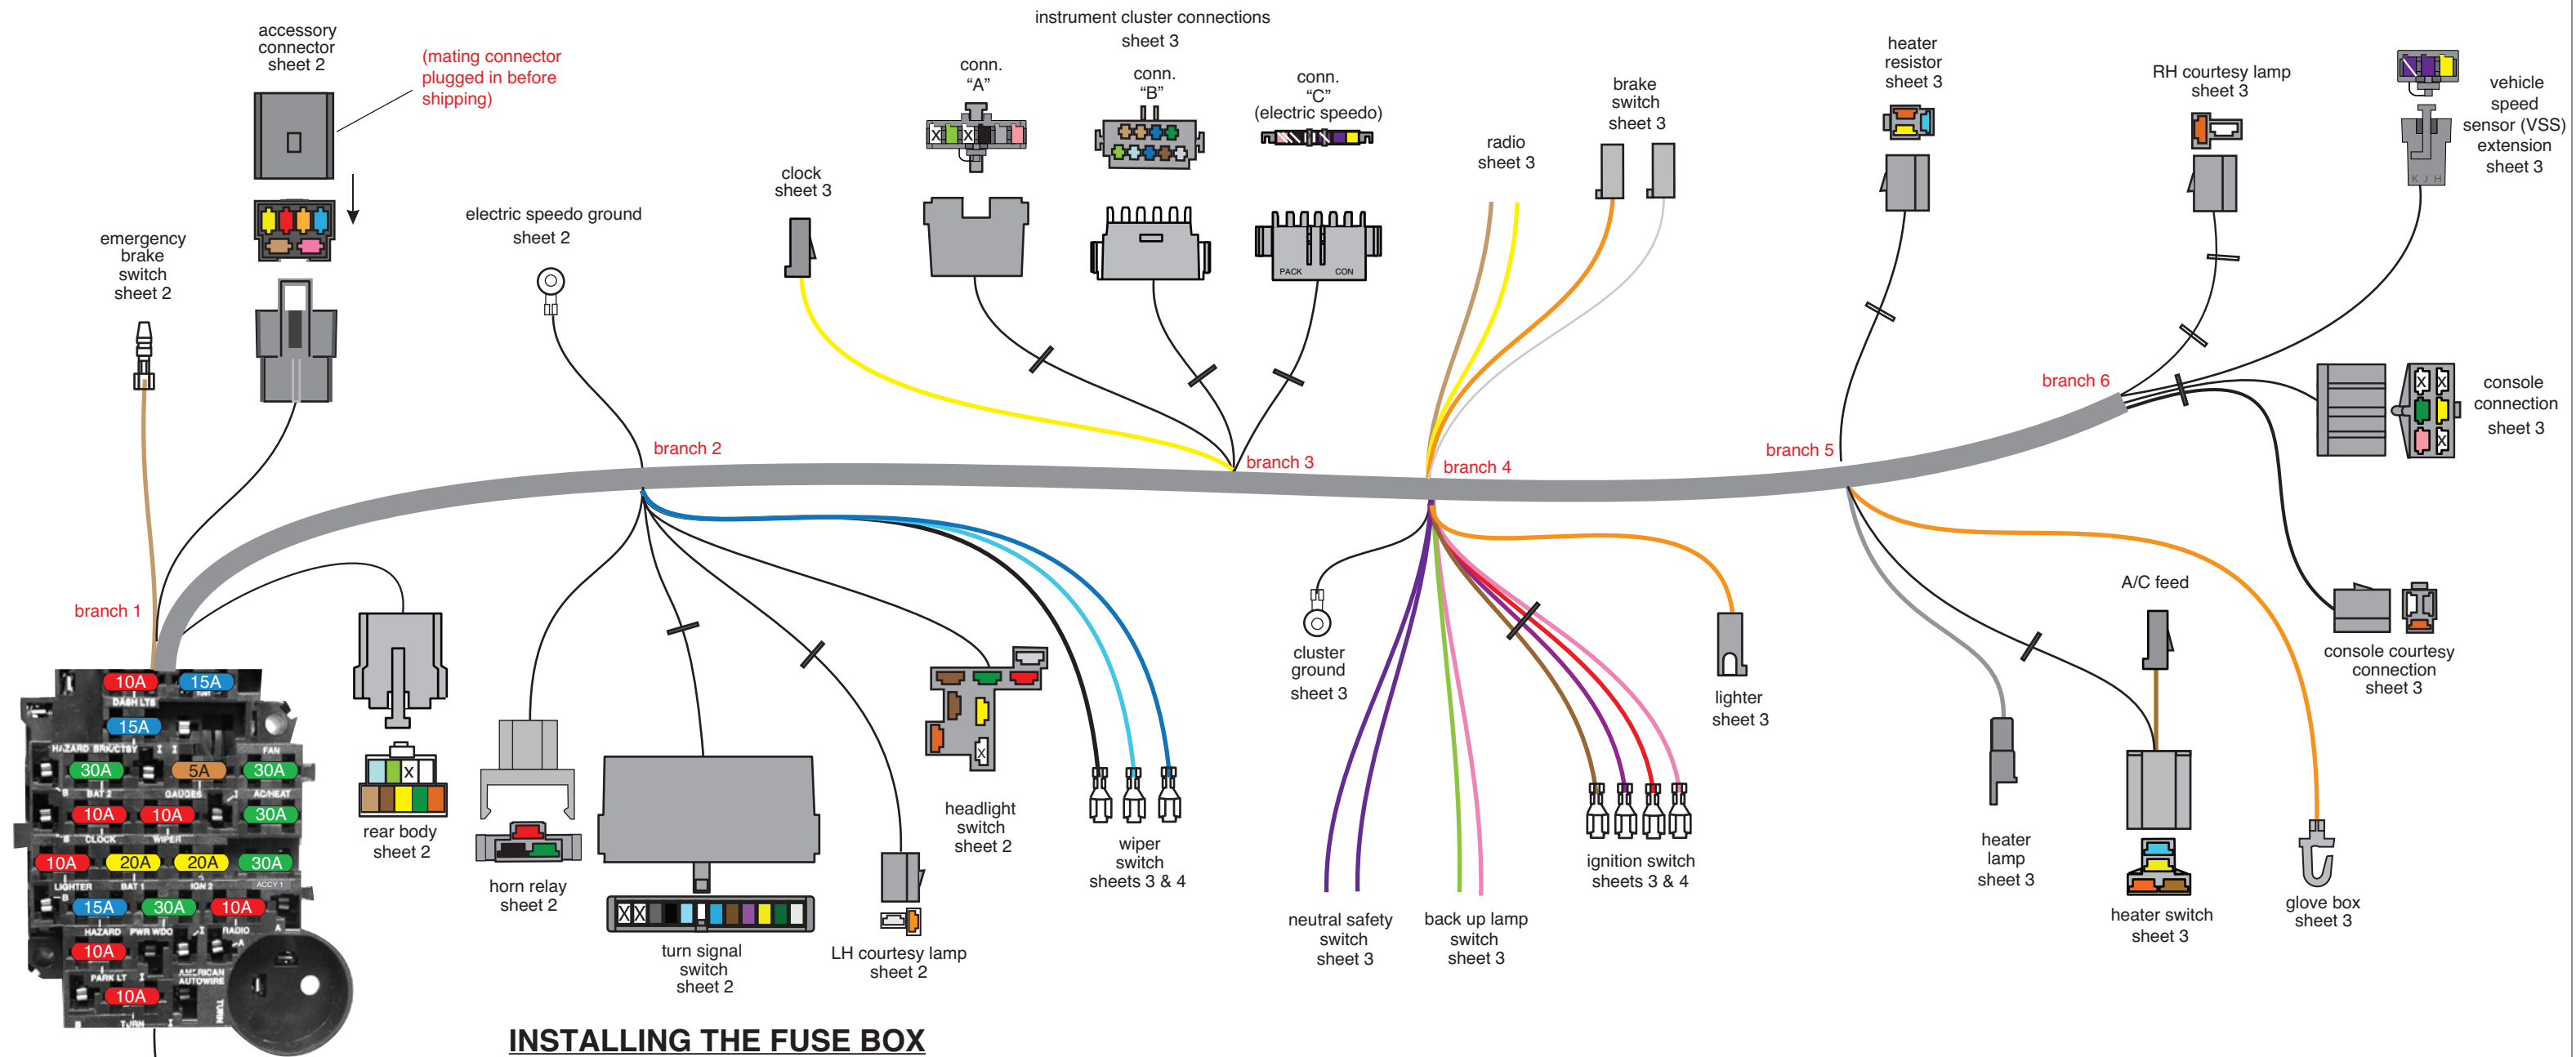 instrument cluster connections
sheet 3
accessory
connector
sheet 2
(mating connector
plugged in before
shipping)
emergency
brake
switch
sheet 2
electric speedo ground
sheet 2
clock
sheet 3
conn.
“A”
X
X
conn.
“B”
conn.
“C”
(electric speedo)
PACK
CON
radio
sheet 3
brake
switch
sheet 3
heater
resistor
sheet 3
RH courtesy lamp
sheet 3
vehicle
speed
sensor (VSS)
extension
sheet 3
K J H
branch 1
branch 2
branch 3
branch 4
branch 5
branch 6
X X
X
console
connection
sheet 3
console courtesy
connection
sheet 3
10A
15A
DASH LTS
15A
HAZARD BRK/CTSY I I
FAN
30A
5A
30A
B
BAT 2
GAUGES
I
AC/HEAT
10A
10A
30A
B
CLOCK
WIPER
10A
20A
20A
30A
LIGHTER
BAT 1
IGN 2
ACCY 1
B
15A
30A
10A
HAZARD
PWR WDO
I
RADIO
A
A
10A
PARK LT
I
AMERICAN
AUTOWIRE
10A
B
TURN
I
TURN
X
rear body
sheet 2
horn relay
sheet 2
X X
turn signal
switch
sheet 2
LH courtesy lamp
sheet 2
X
headlight
switch
sheet 2
wiper
switch
sheets 3 & 4
cluster
ground
sheet 3
neutral safety
switch
sheet 3
back up lamp
switch
sheet 3
ignition switch
sheets 3 & 4
lighter
sheet 3
heater
lamp
sheet 3
A/C feed
heater switch
sheet 3
glove box
sheet 3
INSTALLING THE FUSE BOX